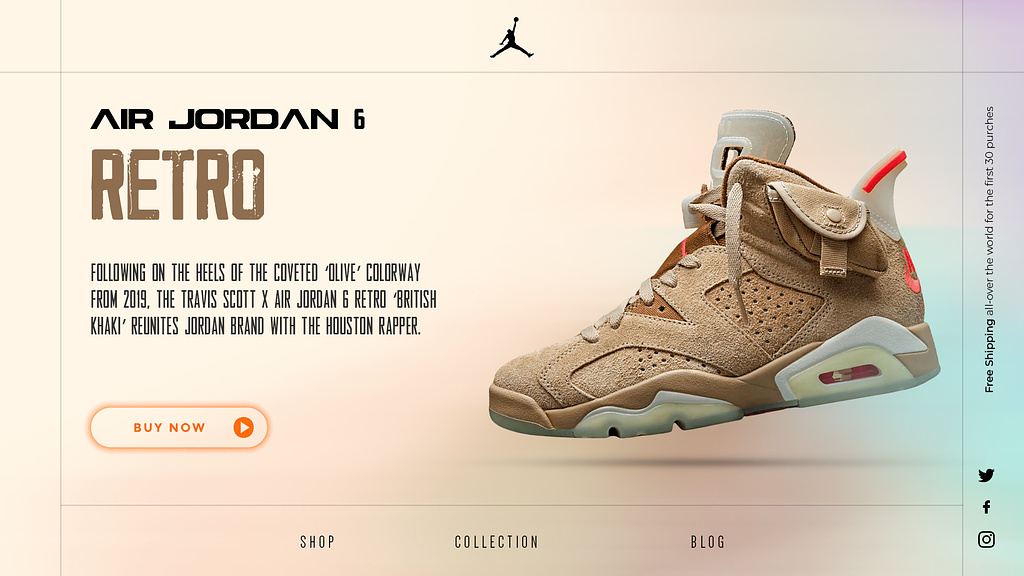 AIR JORDAN 6
RETRO
FOLLOWING ON THE HEELS OF THE COVETED ‘OLIVE’ COLORWAY
FROM 2019, THE TRAVIS SCOTT X AIR JORDAN 6 RETRO ‘BRITISH
KHAKI’ REUNITES JORDAN BRAND WITH THE HOUSTON RAPPER.
BUY NOW
Free Shipping all-over the world for the first 30 purches
SHOP
COLLECTION
BLOG